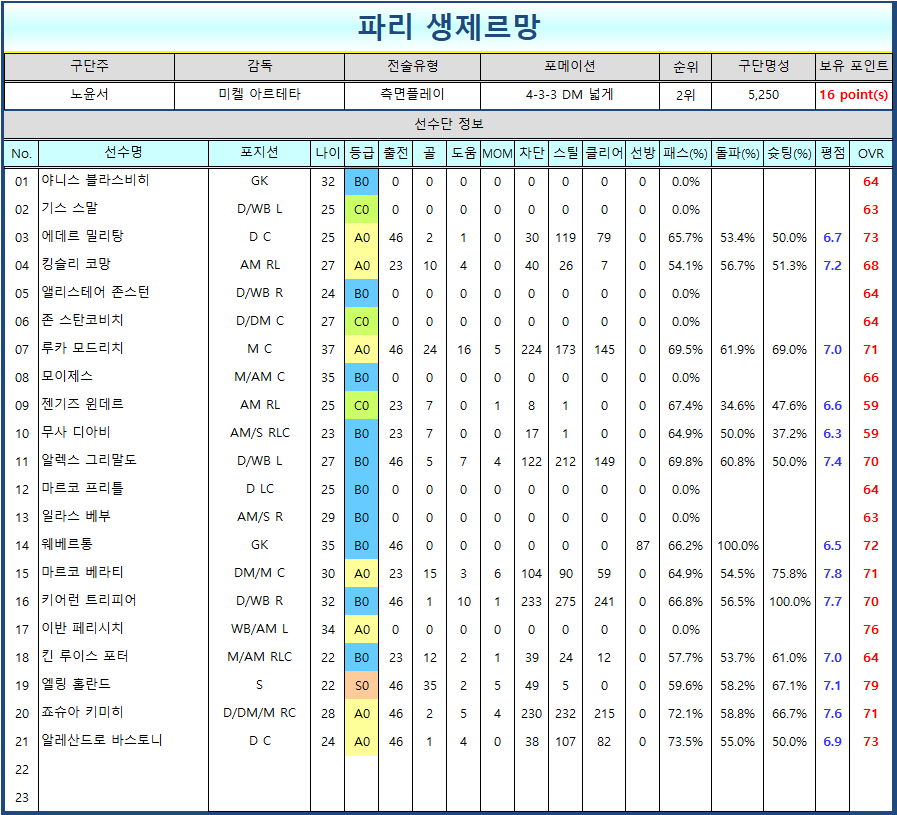 파리 생제르망
구단주 감독 전술유형 포메이션 순위 구단명성 보유 포인트
노윤서 미켈 아르테타 측면플레이 4-3-3 DM 넓게 2위 5,250 16 point(s)
선수단 정보
No. 선수명 포지션 나이 등급 출전 골 도움 MOM 차단 스틸 클리어 선방 패스(%) 돌파(%) 슛팅(%) 평점 OVR
01 야니스 블라스비히 GK 32 B0 0 0 0 0 0 0 0 0 0.0% 64
02 기스 스말 D/WB L 25 C0 0 0 0 0 0 0 0 0 0.0% 63
03 에데르 밀리탕 D C 25 A0 46 2 1 0 30 119 79 0 65.7% 53.4% 50.0% 6.7 73
04 킹슬리 코망 AM RL 27 A0 23 10 4 0 40 26 7 0 54.1% 56.7% 51.3% 7.2 68
05 앨리스테어 존스턴 D/WB R 24 B0 0 0 0 0 0 0 0 0 0.0% 64
06 존 스탄코비치 D/DM C 27 C0 0 0 0 0 0 0 0 0 0.0% 64
07 루카 모드리치 M C 37 A0 46 24 16 5 224 173 145 0 69.5% 61.9% 69.0% 7.0 71
08 모이제스 M/AM C 35 B0 0 0 0 0 0 0 0 0 0.0% 66
09 젠기즈 윈데르 AM RL 25 C0 23 7 0 1 8 1 0 0 67.4% 34.6% 47.6% 6.6 59
10 무사 디아비 AM/S RLC 23 B0 23 7 0 0 17 1 0 0 64.9% 50.0% 37.2% 6.3 59
11 알렉스 그리말도 D/WB L 27 B0 46 5 7 4 122 212 149 0 69.8% 60.8% 50.0% 7.4 70
12 마르코 프리틀 D LC 25 B0 0 0 0 0 0 0 0 0 0.0% 64
13 일라스 베부 AM/S R 29 B0 0 0 0 0 0 0 0 0 0.0% 63
14 웨베르통 GK 35 B0 46 0 0 0 0 0 0 87 66.2% 100.0% 6.5 72
15 마르코 베라티 DM/M C 30 A0 23 15 3 6 104 90 59 0 64.9% 54.5% 75.8% 7.8 71
16 키어런 트리피어 D/WB R 32 B0 46 1 10 1 233 275 241 0 66.8% 56.5% 100.0% 7.7 70
17 이반 페리시치 WB/AM L 34 A0 0 0 0 0 0 0 0 0 0.0% 76
18 킨 루이스 포터 M/AM RLC 22 B0 23 12 2 1 39 24 12 0 57.7% 53.7% 61.0% 7.0 64
19 엘링 홀란드 S 22 S0 46 35 2 5 49 5 0 0 59.6% 58.2% 67.1% 7.1 79
20 죠슈아 키미히 D/DM/M RC 28 A0 46 2 5 4 230 232 215 0 72.1% 58.8% 66.7% 7.6 71
21 알레산드로 바스토니 D C 24 A0 46 1 4 0 38 107 82 0 73.5% 55.0% 50.0% 6.9 73
22
23